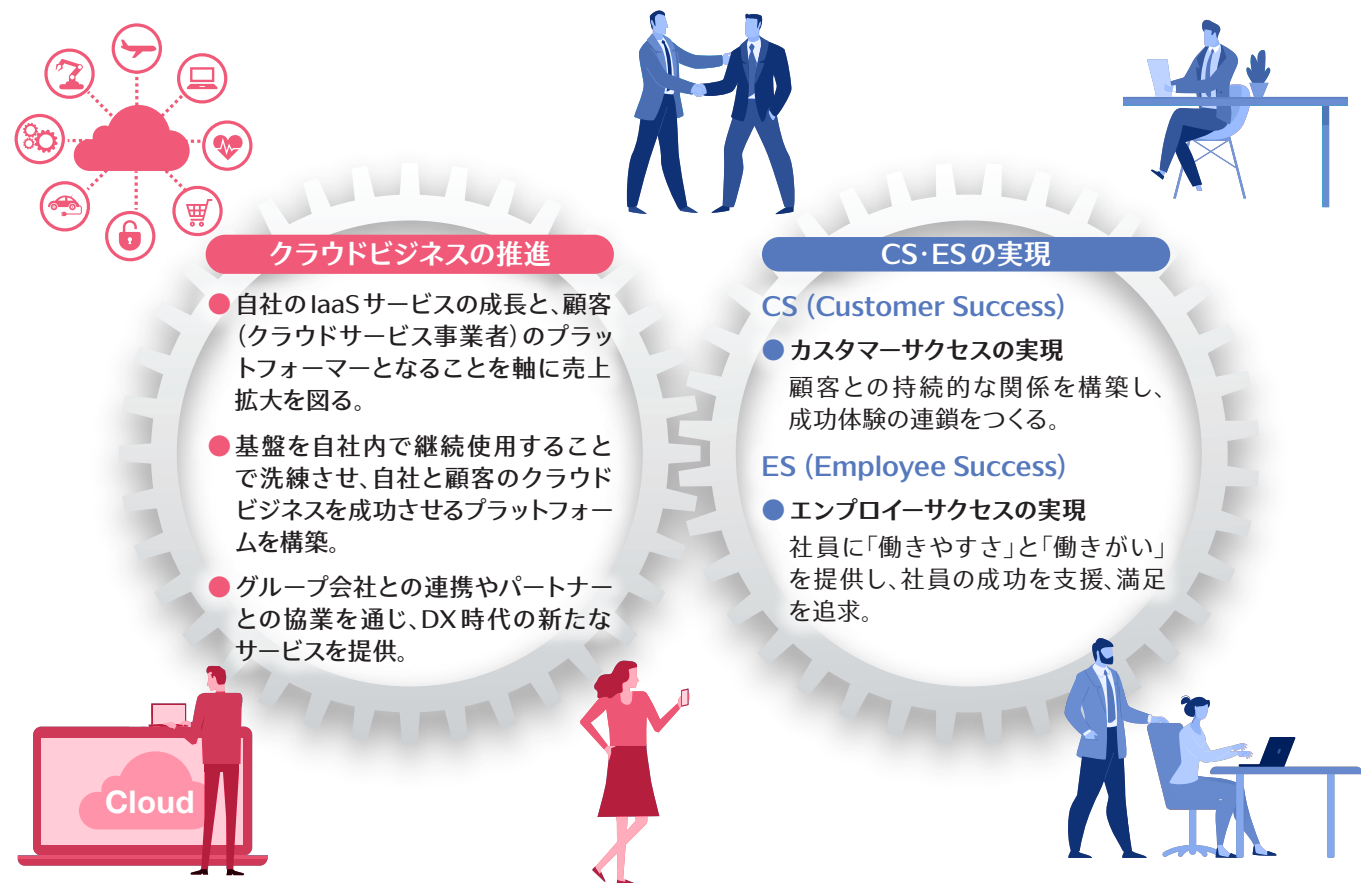 クラウドビジネスの推進
●自社のIaaSサービスの成長と、顧客
(クラウドサービス事業者)のプラッ
トフォーマーとなることを軸に売上
拡大を図る。
●基盤を自社内で継続使用すること
で洗練させ、自社と顧客のクラウド
ビジネスを成功させるプラットフォー
ムを構築。
●グループ会社との連携やパートナー
との協業を通じ、DX時代の新たな
サービスを提供。
Cloud
CS・ESの実現
CS (Customer Success)
●カスタマーサクセスの実現
顧客との持続的な関係を構築し、
成功体験の連鎖をつくる。
ES (Employee Success)
●エンプロイーサクセスの実現
社員に「働きやすさ」と「働きがい」
を提供し、社員の成功を支援、満足
を追求。